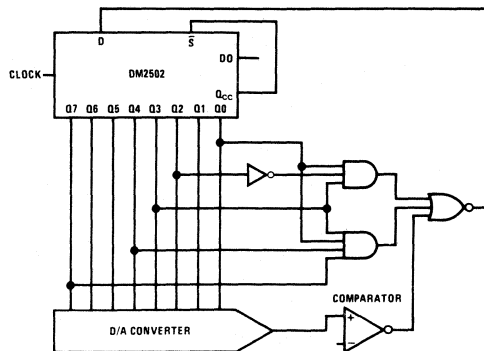 D S̅
DM2502
DO
CLOCK
QCC
Q7 Q6 Q5 Q4 Q3 Q2 Q1 Q0
COMPARATOR
+
−
D/A CONVERTER